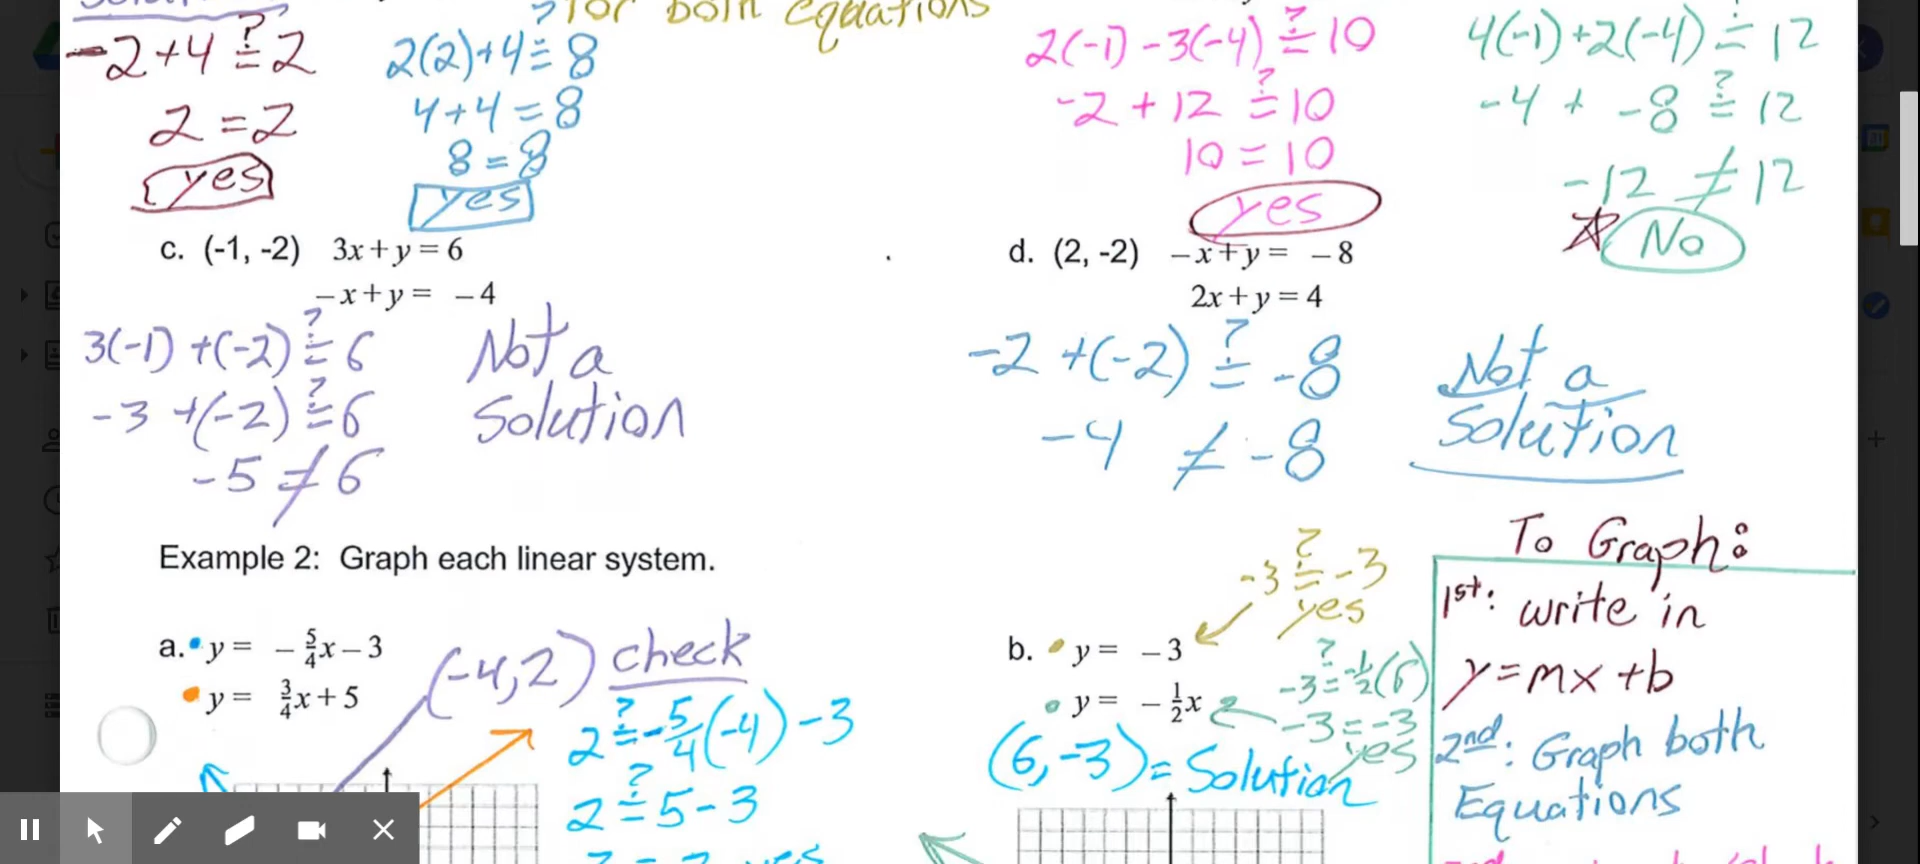 ? for both equations
-2+4 ≟ 2
2 = 2
yes
2(2)+4 ≟ 8
4+4 = 8
8 = 8
yes
2(-1) - 3(-4) ≟ 10
-2 + 12 ≟ 10
10 = 10
yes
4(-1) + 2(-4) ≟ 12
-4 + -8 ≟ 12
-12 ≠ 12
No
c. (-1, -2) 3x + y = 6
-x + y = -4
3(-1) + (-2) ≟ 6
-3 + (-2) ≟ 6
-5 ≠ 6
Not a
Solution
d. (2, -2) -x + y = -8
2x + y = 4
-2 + (-2) ≟ -8
-4 ≠ -8
Not a
Solution
Example 2: Graph each linear system.
a. y = -5/4x - 3
y = 3/4x + 5
(-4,2) check
2 ≟ -5/4(-4) - 3
2 ≟ 5 - 3
b. y = -3
y = -1/2x
-3 ≟ -3
yes
-3 ≟ -1/2(6)
-3 = -3
yes
(6,-3) = Solution
To Graph:
1st: write in
y = mx + b
2nd: Graph both
Equations